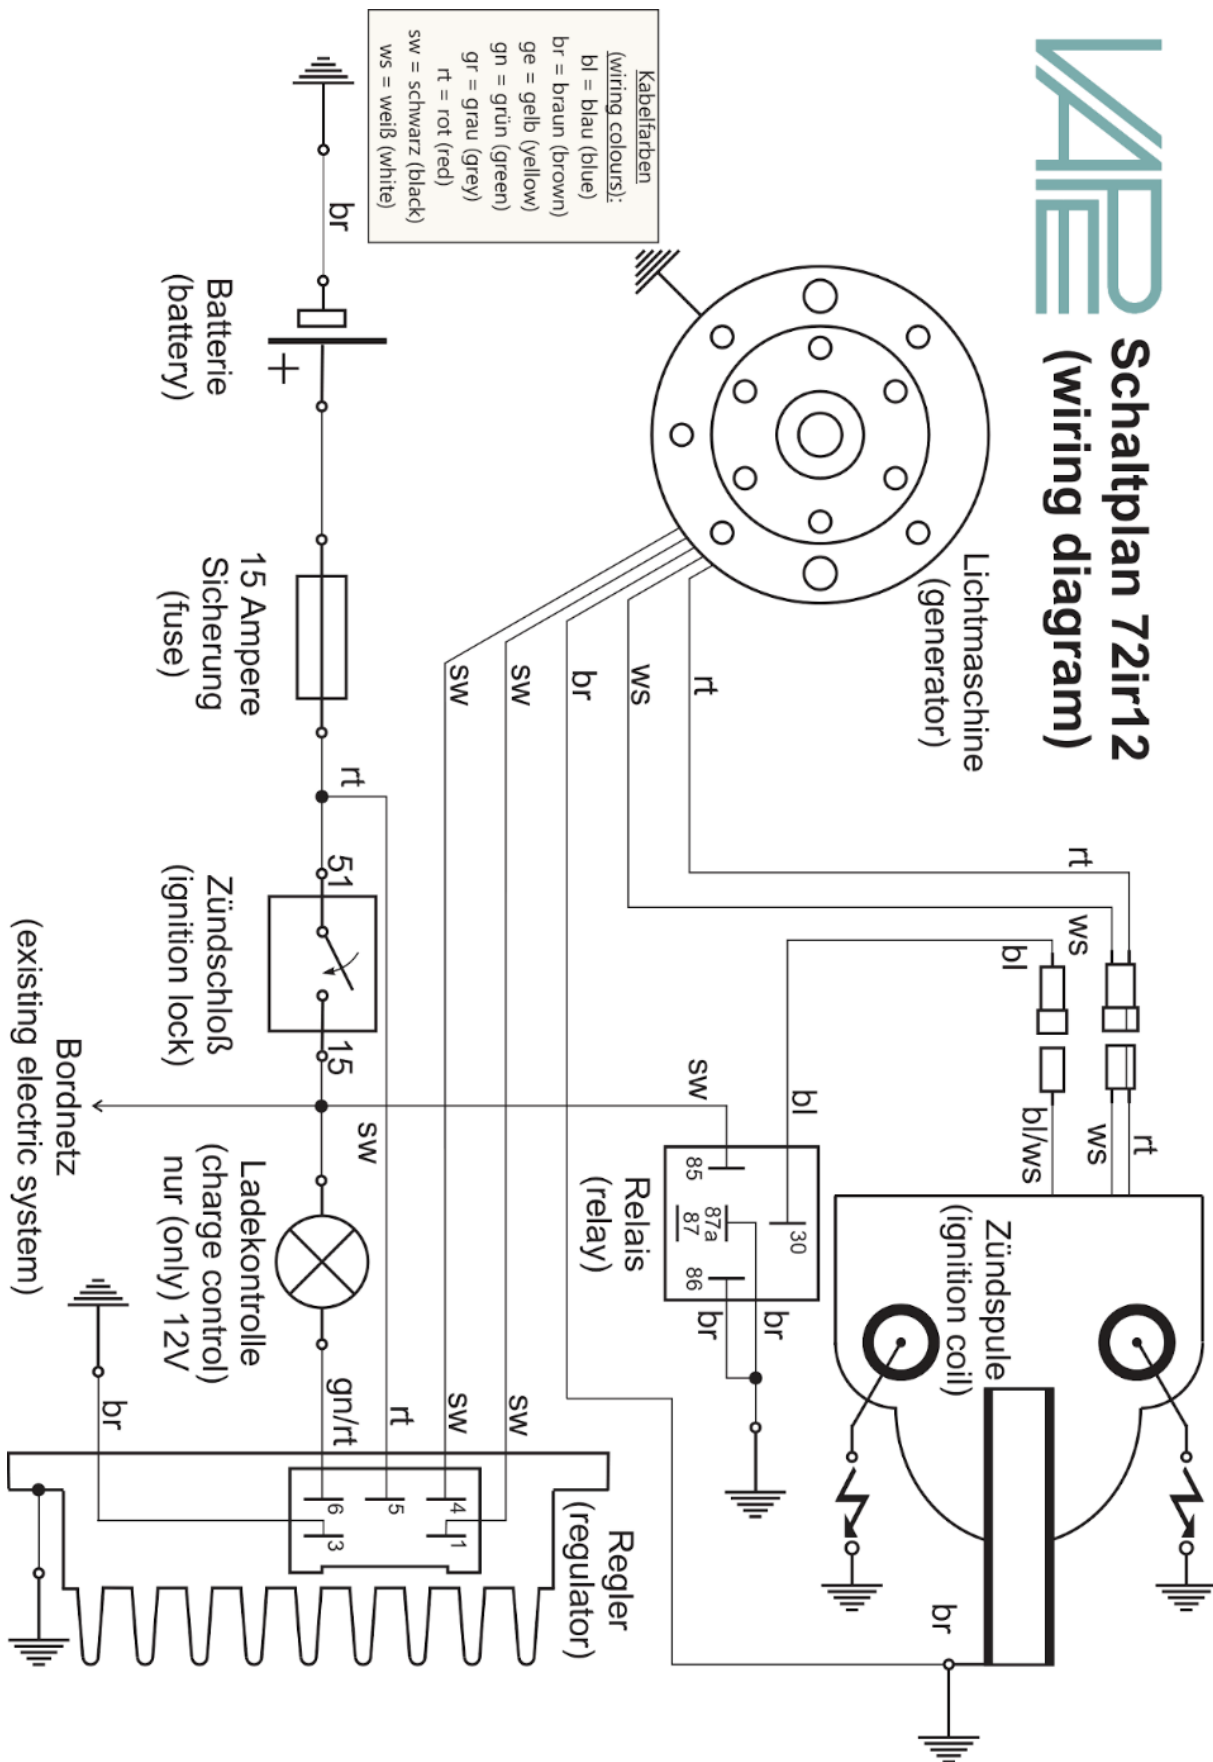 VAPE
Schaltplan 72ir12
(wiring diagram)
Kabelfarben
(wiring colours):
bl = blau (blue)
br = braun (brown)
ge = gelb (yellow)
gn = grün (green)
gr = grau (grey)
rt = rot (red)
sw = schwarz (black)
ws = weiß (white)
Lichtmaschine
(generator)
rt
ws
br
sw
sw
rt
ws
bl
rt
ws
bl/ws
Zündspule
(ignition coil)
br
bl
sw
30
85
87a
87
86
Relais
(relay)
br
br
br
Batterie
(battery)
+
15 Ampere
Sicherung
(fuse)
rt
51
Zündschloß
(ignition lock)
15
sw
Bordnetz
(existing electric system)
Ladekontrolle
(charge control)
nur (only) 12V
gn/rt
rt
sw
sw
br
4
1
5
6
3
Regler
(regulator)